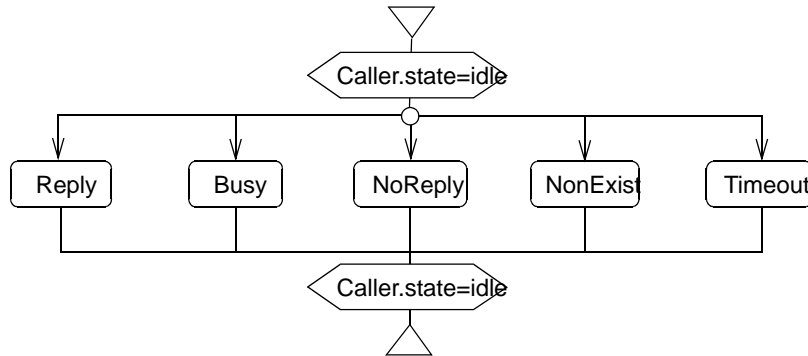 Caller.state=idle
Reply
Busy
NoReply
NonExist
Timeout
Caller.state=idle